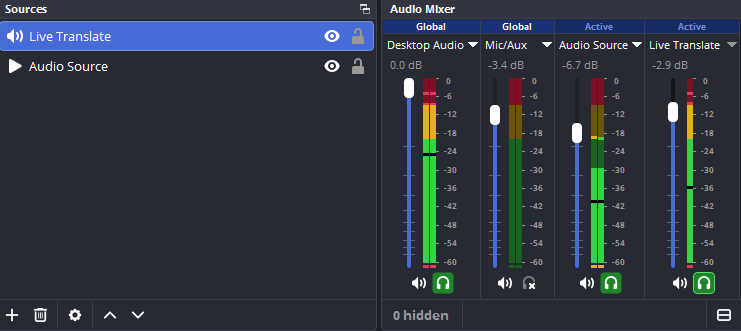 Sources
Live Translate
Audio Source
Audio Mixer
Global Global Active Active
Desktop Audio Mic/Aux Audio Source Live Translate
0.0 dB -3.4 dB -6.7 dB -2.9 dB
0 0 0 0
-6 -6 -6 -6
-12 -12 -12 -12
-18 -18 -18 -18
-24 -24 -24 -24
-30 -30 -30 -30
-36 -36 -36 -36
-42 -42 -42 -42
-48 -48 -48 -48
-54 -54 -54 -54
-60 -60 -60 -60
0 hidden